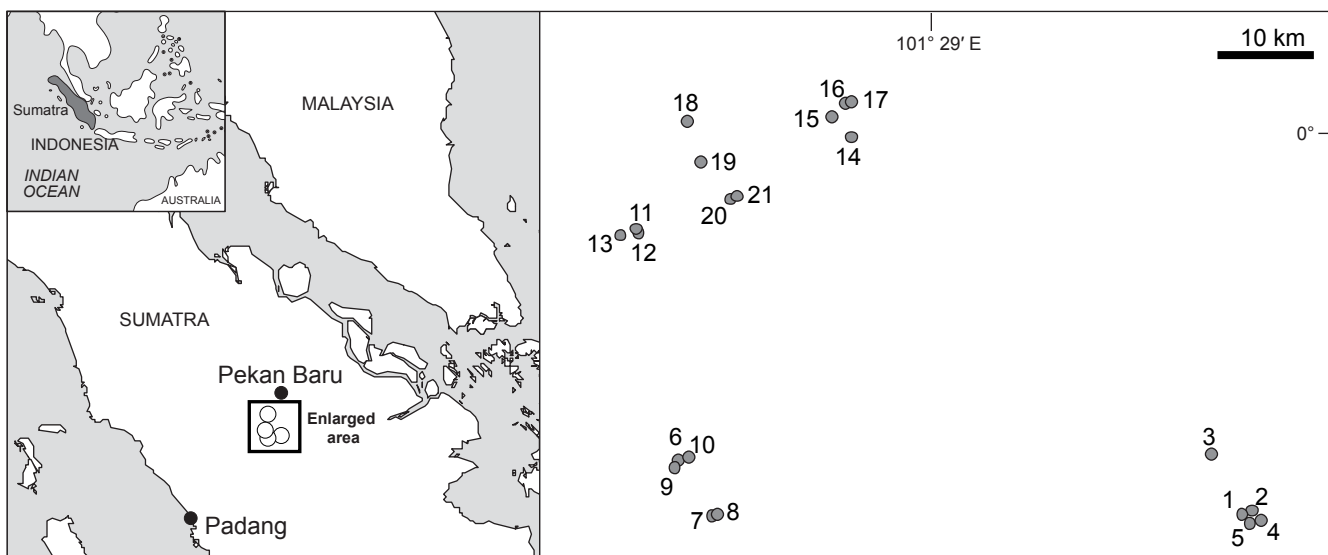 Sumatra
INDONESIA
INDIAN
OCEAN
AUSTRALIA
MALAYSIA
SUMATRA
Pekan Baru
Enlarged
area
Padang
101° 29′ E
10 km
0°
16
17
15
14
18
19
21
20
11
13
12
6
10
9
7
8
3
1
2
5
4